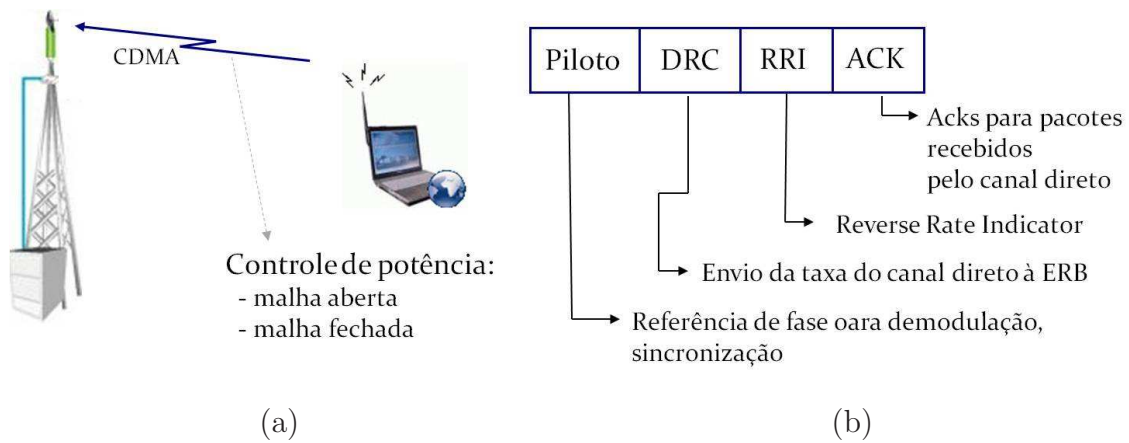 CDMA
Controle de potência:
- malha aberta
- malha fechada
(a)
Piloto DRC RRI ACK
Acks para pacotes
recebidos
pelo canal direto
Reverse Rate Indicator
Envio da taxa do canal direto à ERB
Referência de fase oara demodulação,
sincronização
(b)